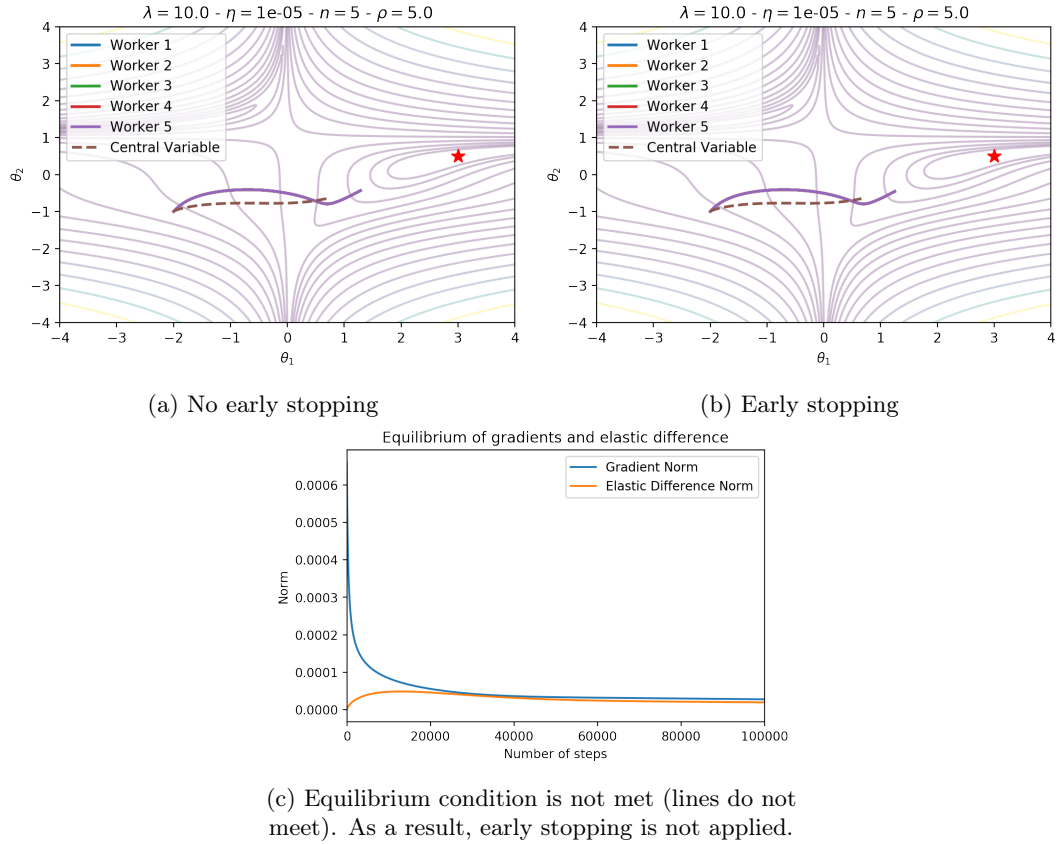 λ = 10.0 - η = 1e-05 - n = 5 - ρ = 5.0
4
3
2
1
0
−1
−2
−3
−4
θ2
Worker 1
Worker 2
Worker 3
Worker 4
Worker 5
Central Variable
−4 −3 −2 −1 0 1 2 3 4
θ1
(a) No early stopping
λ = 10.0 - η = 1e-05 - n = 5 - ρ = 5.0
4
3
2
1
0
−1
−2
−3
−4
θ2
Worker 1
Worker 2
Worker 3
Worker 4
Worker 5
Central Variable
−4 −3 −2 −1 0 1 2 3 4
θ1
(b) Early stopping
Equilibrium of gradients and elastic difference
Gradient Norm
Elastic Difference Norm
0.0006
0.0005
0.0004
0.0003
0.0002
0.0001
0.0000
Norm
0 20000 40000 60000 80000 100000
Number of steps
(c) Equilibrium condition is not met (lines do not
meet). As a result, early stopping is not applied.